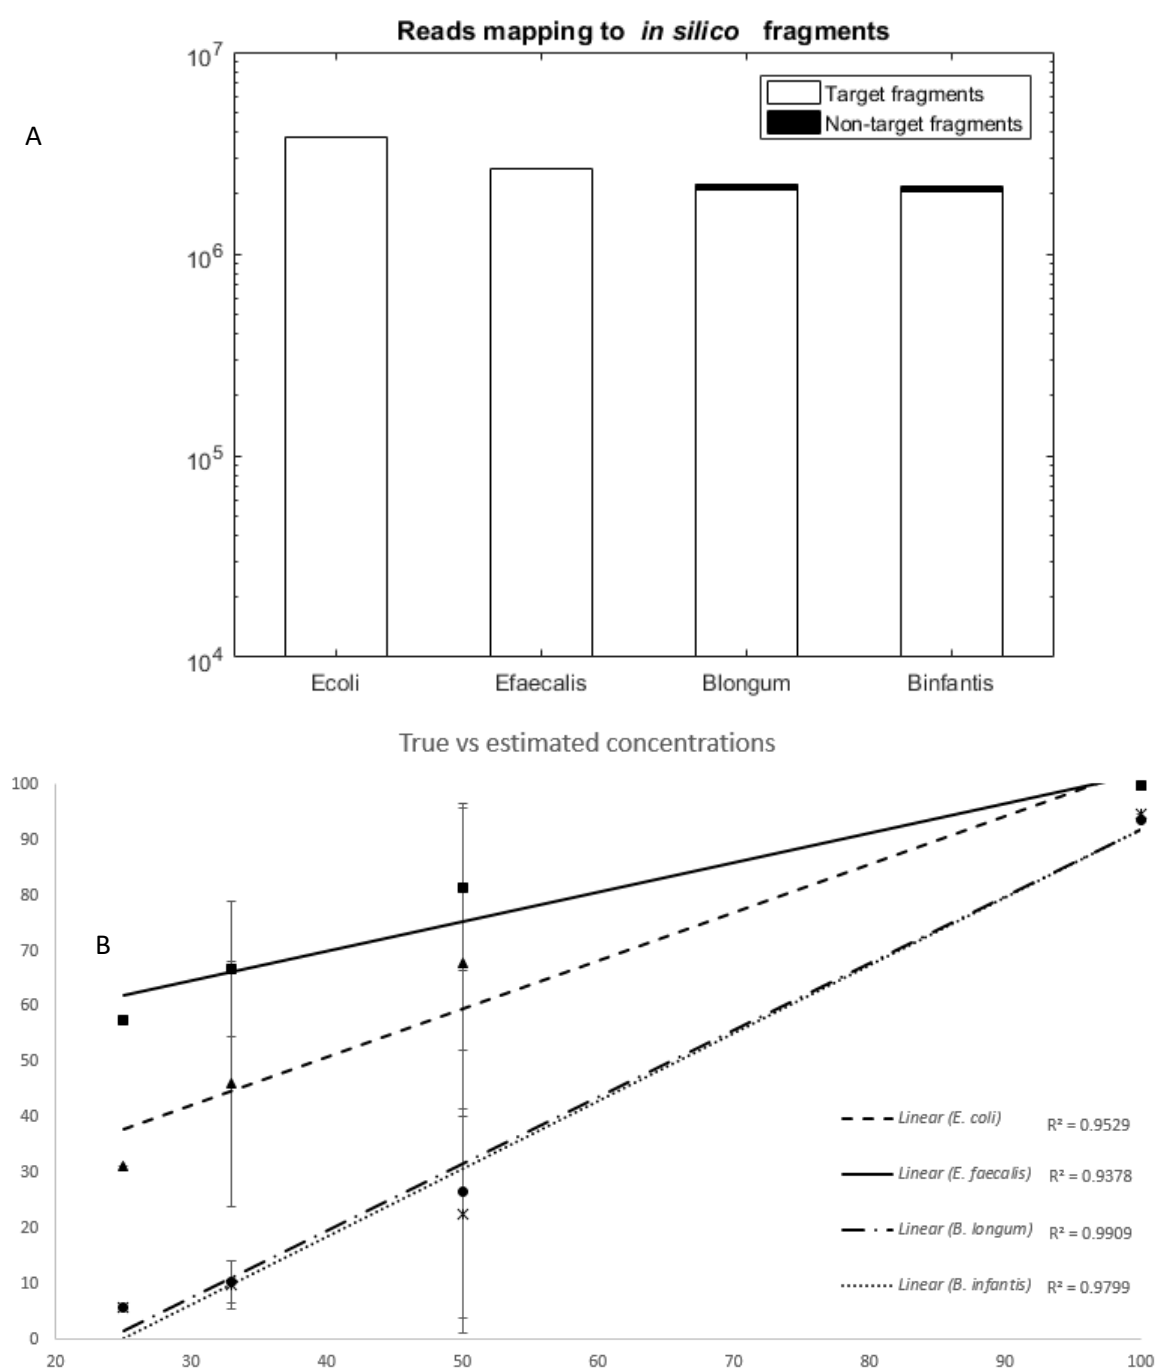 Reads mapping to in silico fragments
10^7
Target fragments
Non-target fragments
A
10^6
10^5
10^4
Ecoli
Efaecalis
Blongum
Binfantis
True vs estimated concentrations
100
90
80
70
B
60
50
40
Linear (E. coli) R² = 0.9529
30
Linear (E. faecalis) R² = 0.9378
20
Linear (B. longum) R² = 0.9909
10
Linear (B. infantis) R² = 0.9799
0
20 30 40 50 60 70 80 90 100